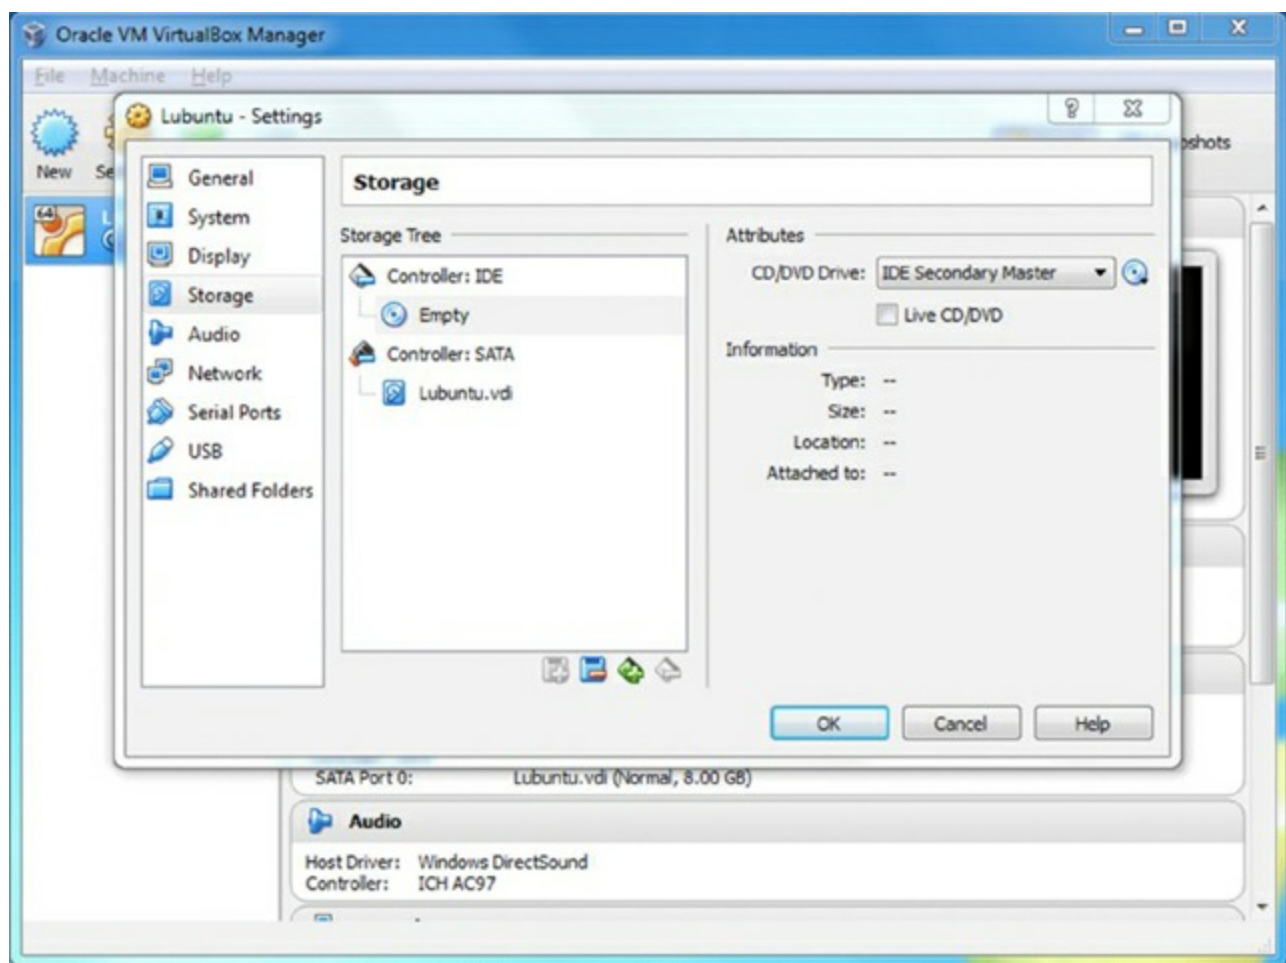 Oracle VM VirtualBox Manager
File Machine Help
Lubuntu - Settings
New
64
General
System
Display
Storage
Audio
Network
Serial Ports
USB
Shared Folders
Storage
Storage Tree
Controller: IDE
Empty
Controller: SATA
Lubuntu.vdi
Attributes
CD/DVD Drive: IDE Secondary Master
Live CD/DVD
Information
Type: --
Size: --
Location: --
Attached to: --
OK Cancel Help
SATA Port 0: Lubuntu.vdi (Normal, 8.00 GB)
Audio
Host Driver: Windows DirectSound
Controller: ICH AC97